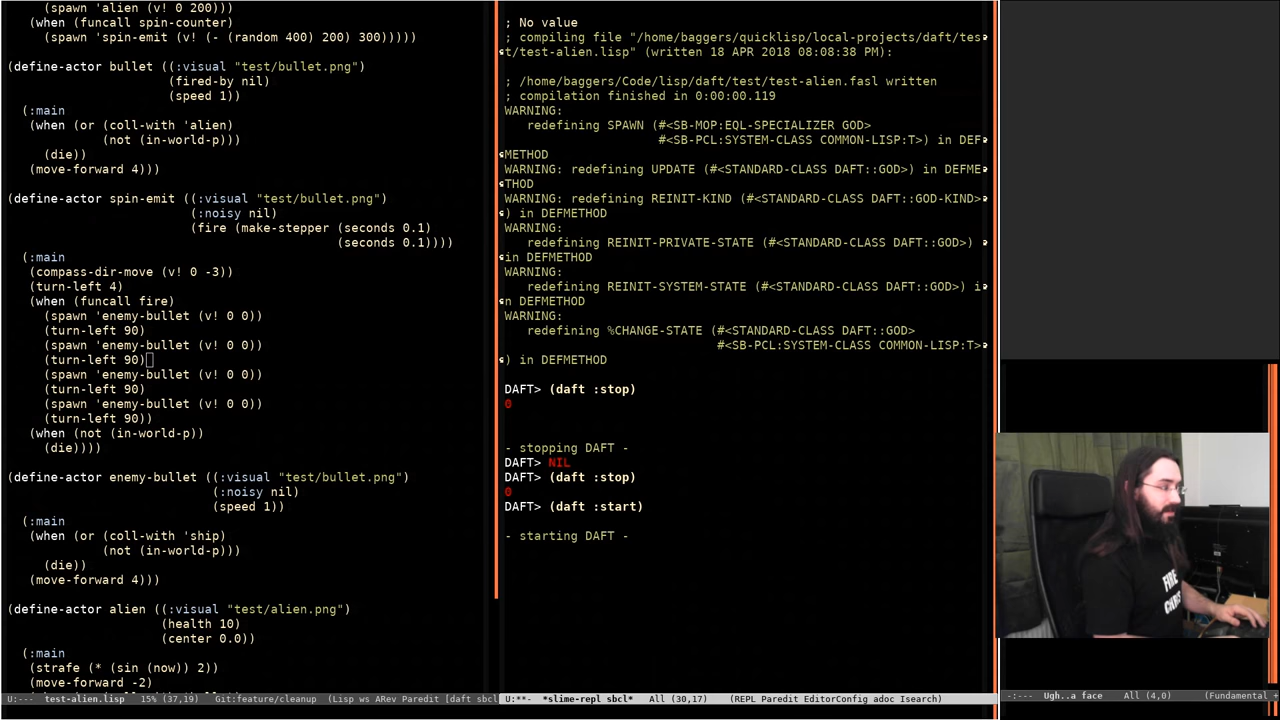 (spawn 'alien (v! 0 200)))
(when (funcall spin-counter)
(spawn 'spin-emit (v! (- (random 400) 200) 300)))))
(define-actor bullet ((:visual "test/bullet.png")
(fired-by nil)
(speed 1))
(:main
(when (or (coll-with 'alien)
(not (in-world-p)))
(die))
(move-forward 4)))
(define-actor spin-emit ((:visual "test/bullet.png")
(:noisy nil)
(fire (make-stepper (seconds 0.1)
(seconds 0.1))))
(:main
(compass-dir-move (v! 0 -3))
(turn-left 4)
(when (funcall fire)
(spawn 'enemy-bullet (v! 0 0))
(turn-left 90)
(spawn 'enemy-bullet (v! 0 0))
(turn-left 90)
(spawn 'enemy-bullet (v! 0 0))
(turn-left 90)
(spawn 'enemy-bullet (v! 0 0))
(turn-left 90))
(when (not (in-world-p))
(die))))
(define-actor enemy-bullet ((:visual "test/bullet.png")
(:noisy nil)
(speed 1))
(:main
(when (or (coll-with 'ship)
(not (in-world-p)))
(die))
(move-forward 4)))
(define-actor alien ((:visual "test/alien.png")
(health 10)
(center 0.0))
(:main
(strafe (* (sin (now)) 2))
(move-forward -2)
U:--- test-alien.lisp 15% (37,19) Git:feature/cleanup (Lisp ws ARev Paredit [daft sbcl
; No value
; compiling file "/home/baggers/quicklisp/local-projects/daft/tes
t/test-alien.lisp" (written 18 APR 2018 08:08:38 PM):
; /home/baggers/Code/lisp/daft/test/test-alien.fasl written
; compilation finished in 0:00:00.119
WARNING:
redefining SPAWN (#<SB-MOP:EQL-SPECIALIZER GOD>
#<SB-PCL:SYSTEM-CLASS COMMON-LISP:T>) in DEF
METHOD
WARNING: redefining UPDATE (#<STANDARD-CLASS DAFT::GOD>) in DEFME
THOD
WARNING: redefining REINIT-KIND (#<STANDARD-CLASS DAFT::GOD-KIND>
) in DEFMETHOD
WARNING:
redefining REINIT-PRIVATE-STATE (#<STANDARD-CLASS DAFT::GOD>)
in DEFMETHOD
WARNING:
redefining REINIT-SYSTEM-STATE (#<STANDARD-CLASS DAFT::GOD>) i
n DEFMETHOD
WARNING:
redefining %CHANGE-STATE (#<STANDARD-CLASS DAFT::GOD>
#<SB-PCL:SYSTEM-CLASS COMMON-LISP:T>
) in DEFMETHOD
DAFT> (daft :stop)
0
- stopping DAFT -
DAFT> NIL
DAFT> (daft :stop)
0
DAFT> (daft :start)
- starting DAFT -
U:**- *slime-repl sbcl* All (30,17) (REPL Paredit EditorConfig adoc Isearch)
FIRE
-:--- Ugh..a face All (4,0) (Fundamental +